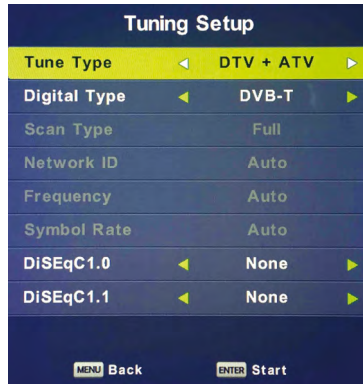 Tuning Setup
Tune Type DTV + ATV
Digital Type DVB-T
Scan Type Full
Network ID Auto
Frequency Auto
Symbol Rate Auto
DiSEqC1.0 None
DiSEqC1.1 None
MENU Back ENTER Start